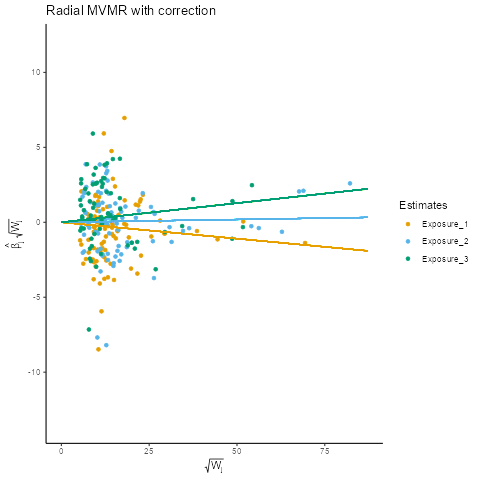 Radial MVMR with correction
10
5
0
-5
-10
β̂ⱼ√Wⱼ
0
25
50
75
√Wⱼ
Estimates
Exposure_1
Exposure_2
Exposure_3